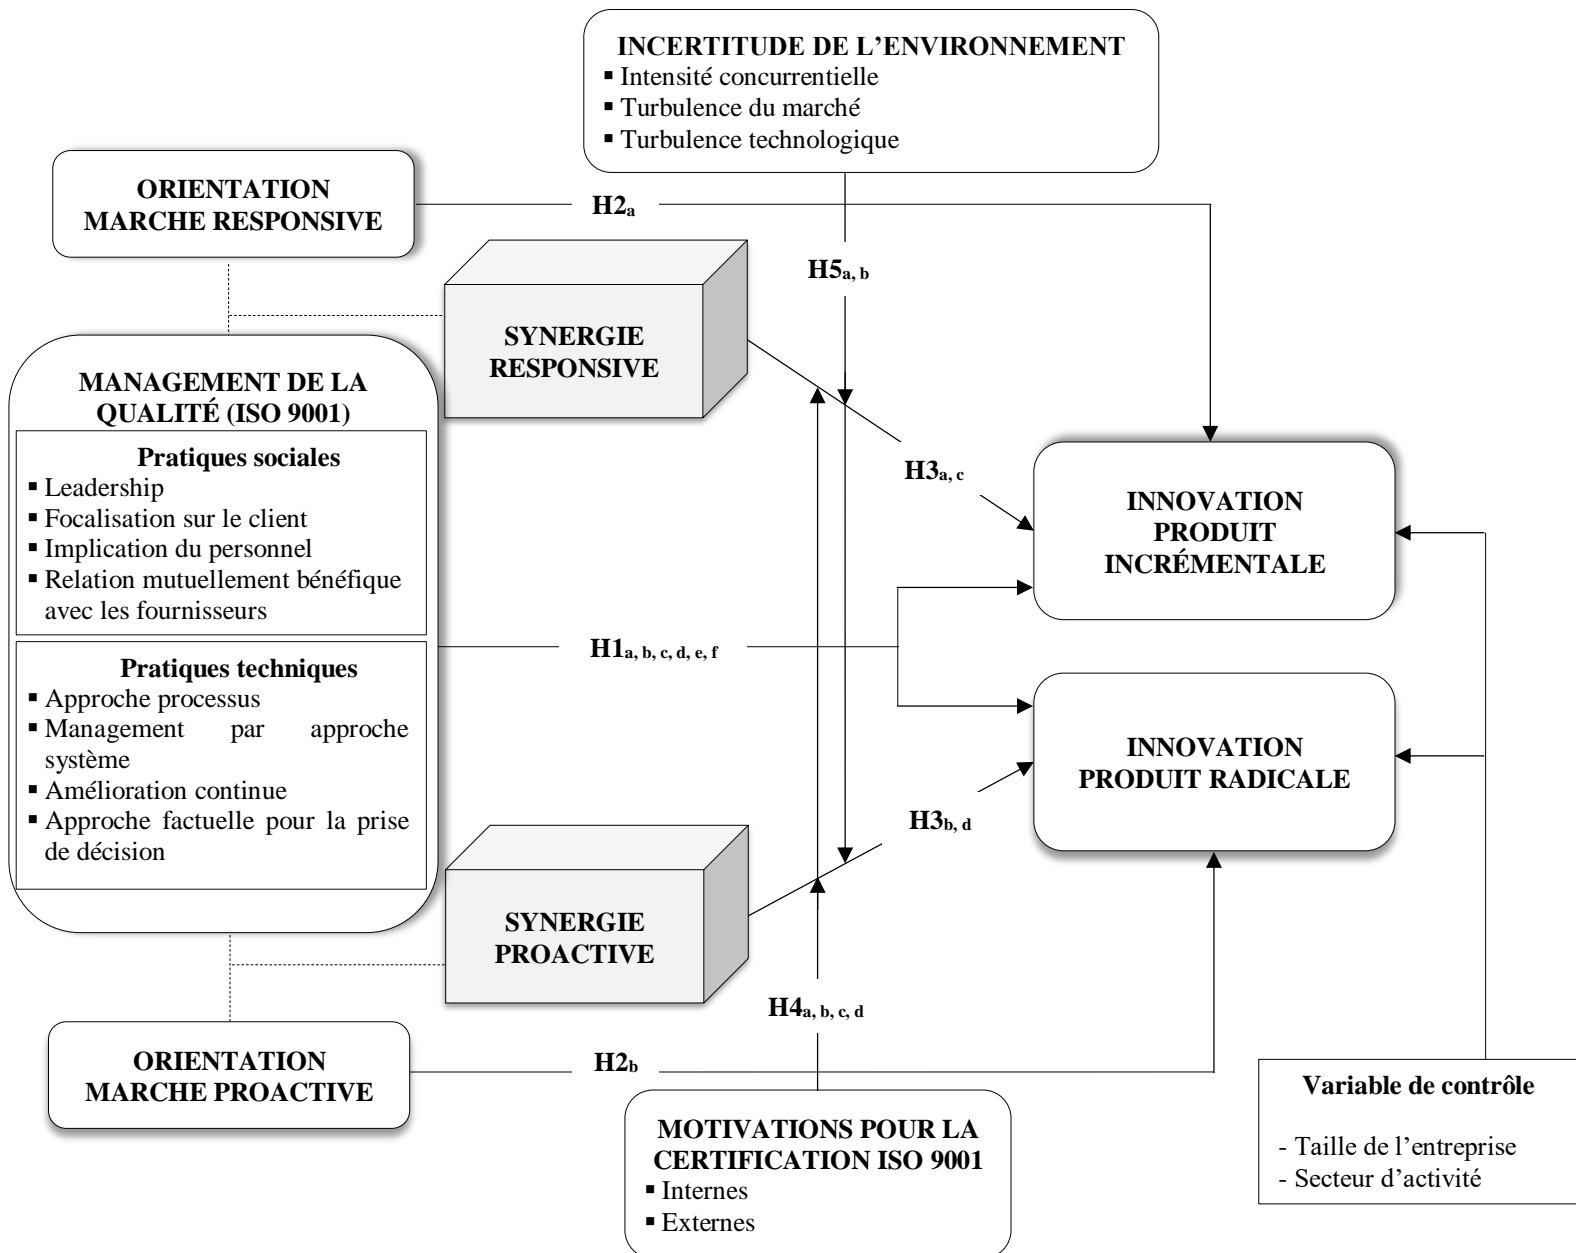 INCERTITUDE DE L’ENVIRONNEMENT
▪ Intensité concurrentielle
▪ Turbulence du marché
▪ Turbulence technologique
ORIENTATION
MARCHE RESPONSIVE
H2a
H5a, b
SYNERGIE
RESPONSIVE
MANAGEMENT DE LA
QUALITÉ (ISO 9001)
Pratiques sociales
▪ Leadership
▪ Focalisation sur le client
▪ Implication du personnel
▪ Relation mutuellement bénéfique
avec les fournisseurs
Pratiques techniques
▪ Approche processus
▪ Management par approche
système
▪ Amélioration continue
▪ Approche factuelle pour la prise
de décision
H3a, c
INNOVATION
PRODUIT
INCRÉMENTALE
H1a, b, c, d, e, f
INNOVATION
PRODUIT RADICALE
H3b, d
SYNERGIE
PROACTIVE
H4a, b, c, d
ORIENTATION
MARCHE PROACTIVE
H2b
MOTIVATIONS POUR LA
CERTIFICATION ISO 9001
▪ Internes
▪ Externes
Variable de contrôle
- Taille de l’entreprise
- Secteur d’activité